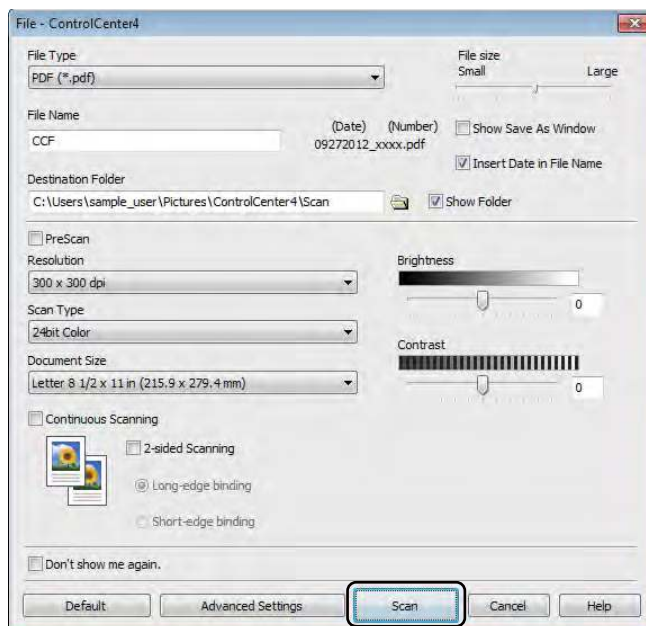 File - ControlCenter4
File Type
File size
PDF (*.pdf)
Small Large
File Name
(Date) (Number)
Show Save As Window
CCF
09272012_xxxx.pdf
Insert Date in File Name
Destination Folder
C:\Users\sample_user\Pictures\ControlCenter4\Scan
Show Folder
PreScan
Resolution
Brightness
300 x 300 dpi
0
Scan Type
24bit Color
Contrast
Document Size
Letter 8 1/2 x 11 in (215.9 x 279.4 mm)
0
Continuous Scanning
2-sided Scanning
Long-edge binding
Short-edge binding
Don't show me again.
Default Advanced Settings Scan Cancel Help